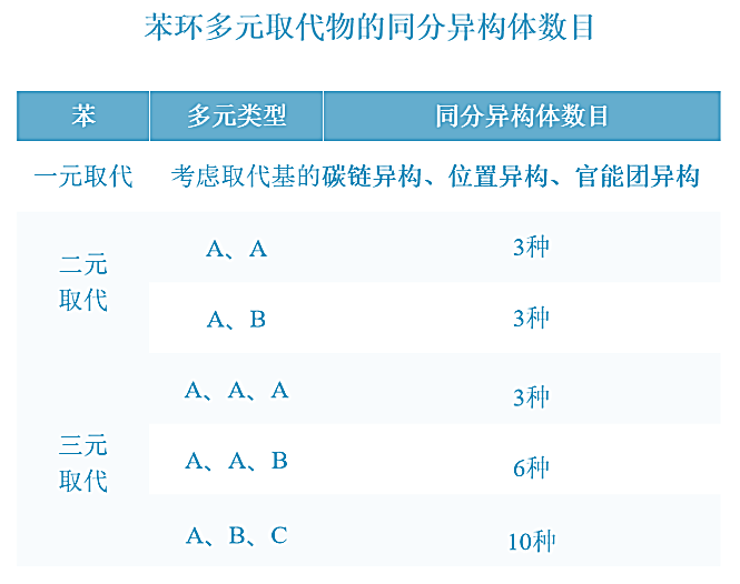 苯环多元取代物的同分异构体数目
苯 多元类型 同分异构体数目
一元取代 考虑取代基的碳链异构、位置异构、官能团异构
二元
取代
A、A 3种
A、B 3种
三元
取代
A、A、A 3种
A、A、B 6种
A、B、C 10种